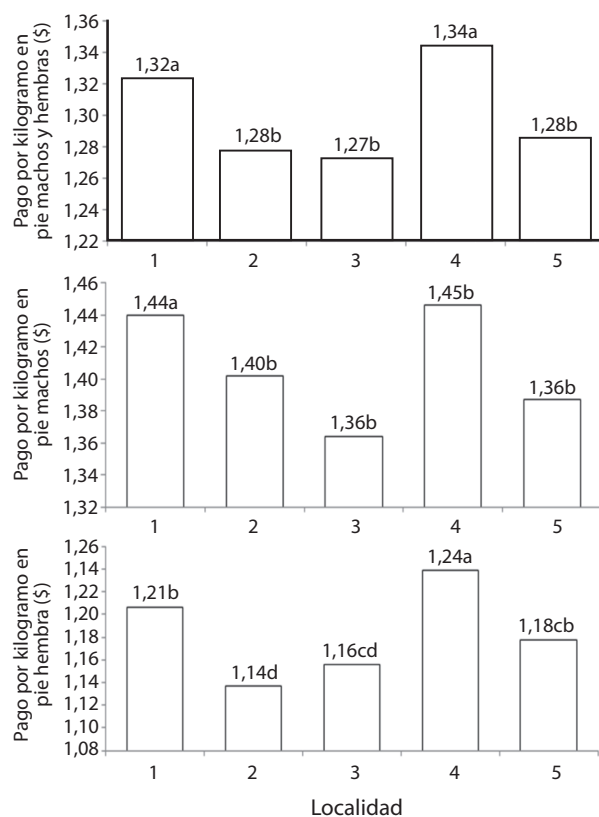 Pago por kilogramo en
pie machos y hembras ($)
1,36
1,34
1,32
1,30
1,28
1,26
1,24
1,22
1,32a
1,28b
1,27b
1,34a
1,28b
1 2 3 4 5
Pago por kilogramo en
pie machos ($)
1,46
1,44
1,42
1,40
1,38
1,36
1,34
1,32
1,44a
1,40b
1,36b
1,45b
1,36b
1 2 3 4 5
Pago por kilogramo en
pie hembra ($)
1,26
1,14
1,22
1,20
1,18
1,16
1,14
1,12
1,10
1,08
1,21b
1,14d
1,16cd
1,24a
1,18cb
1 2 3 4 5
Localidad